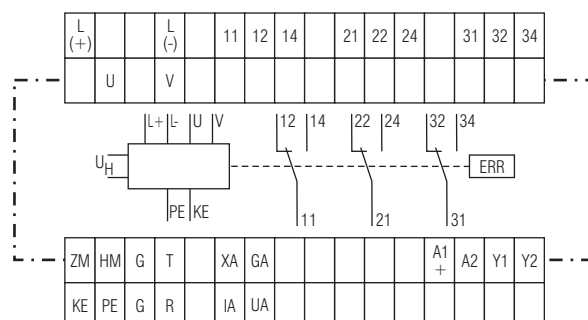 L (+) L (-) 11 12 14 21 22 24 31 32 34
U V
L+ L- U V 12 14 22 24 32 34
UH ERR
PE KE 11 21 31
ZM HM G T XA GA A1 + A2 Y1 Y2
KE PE G R IA UA